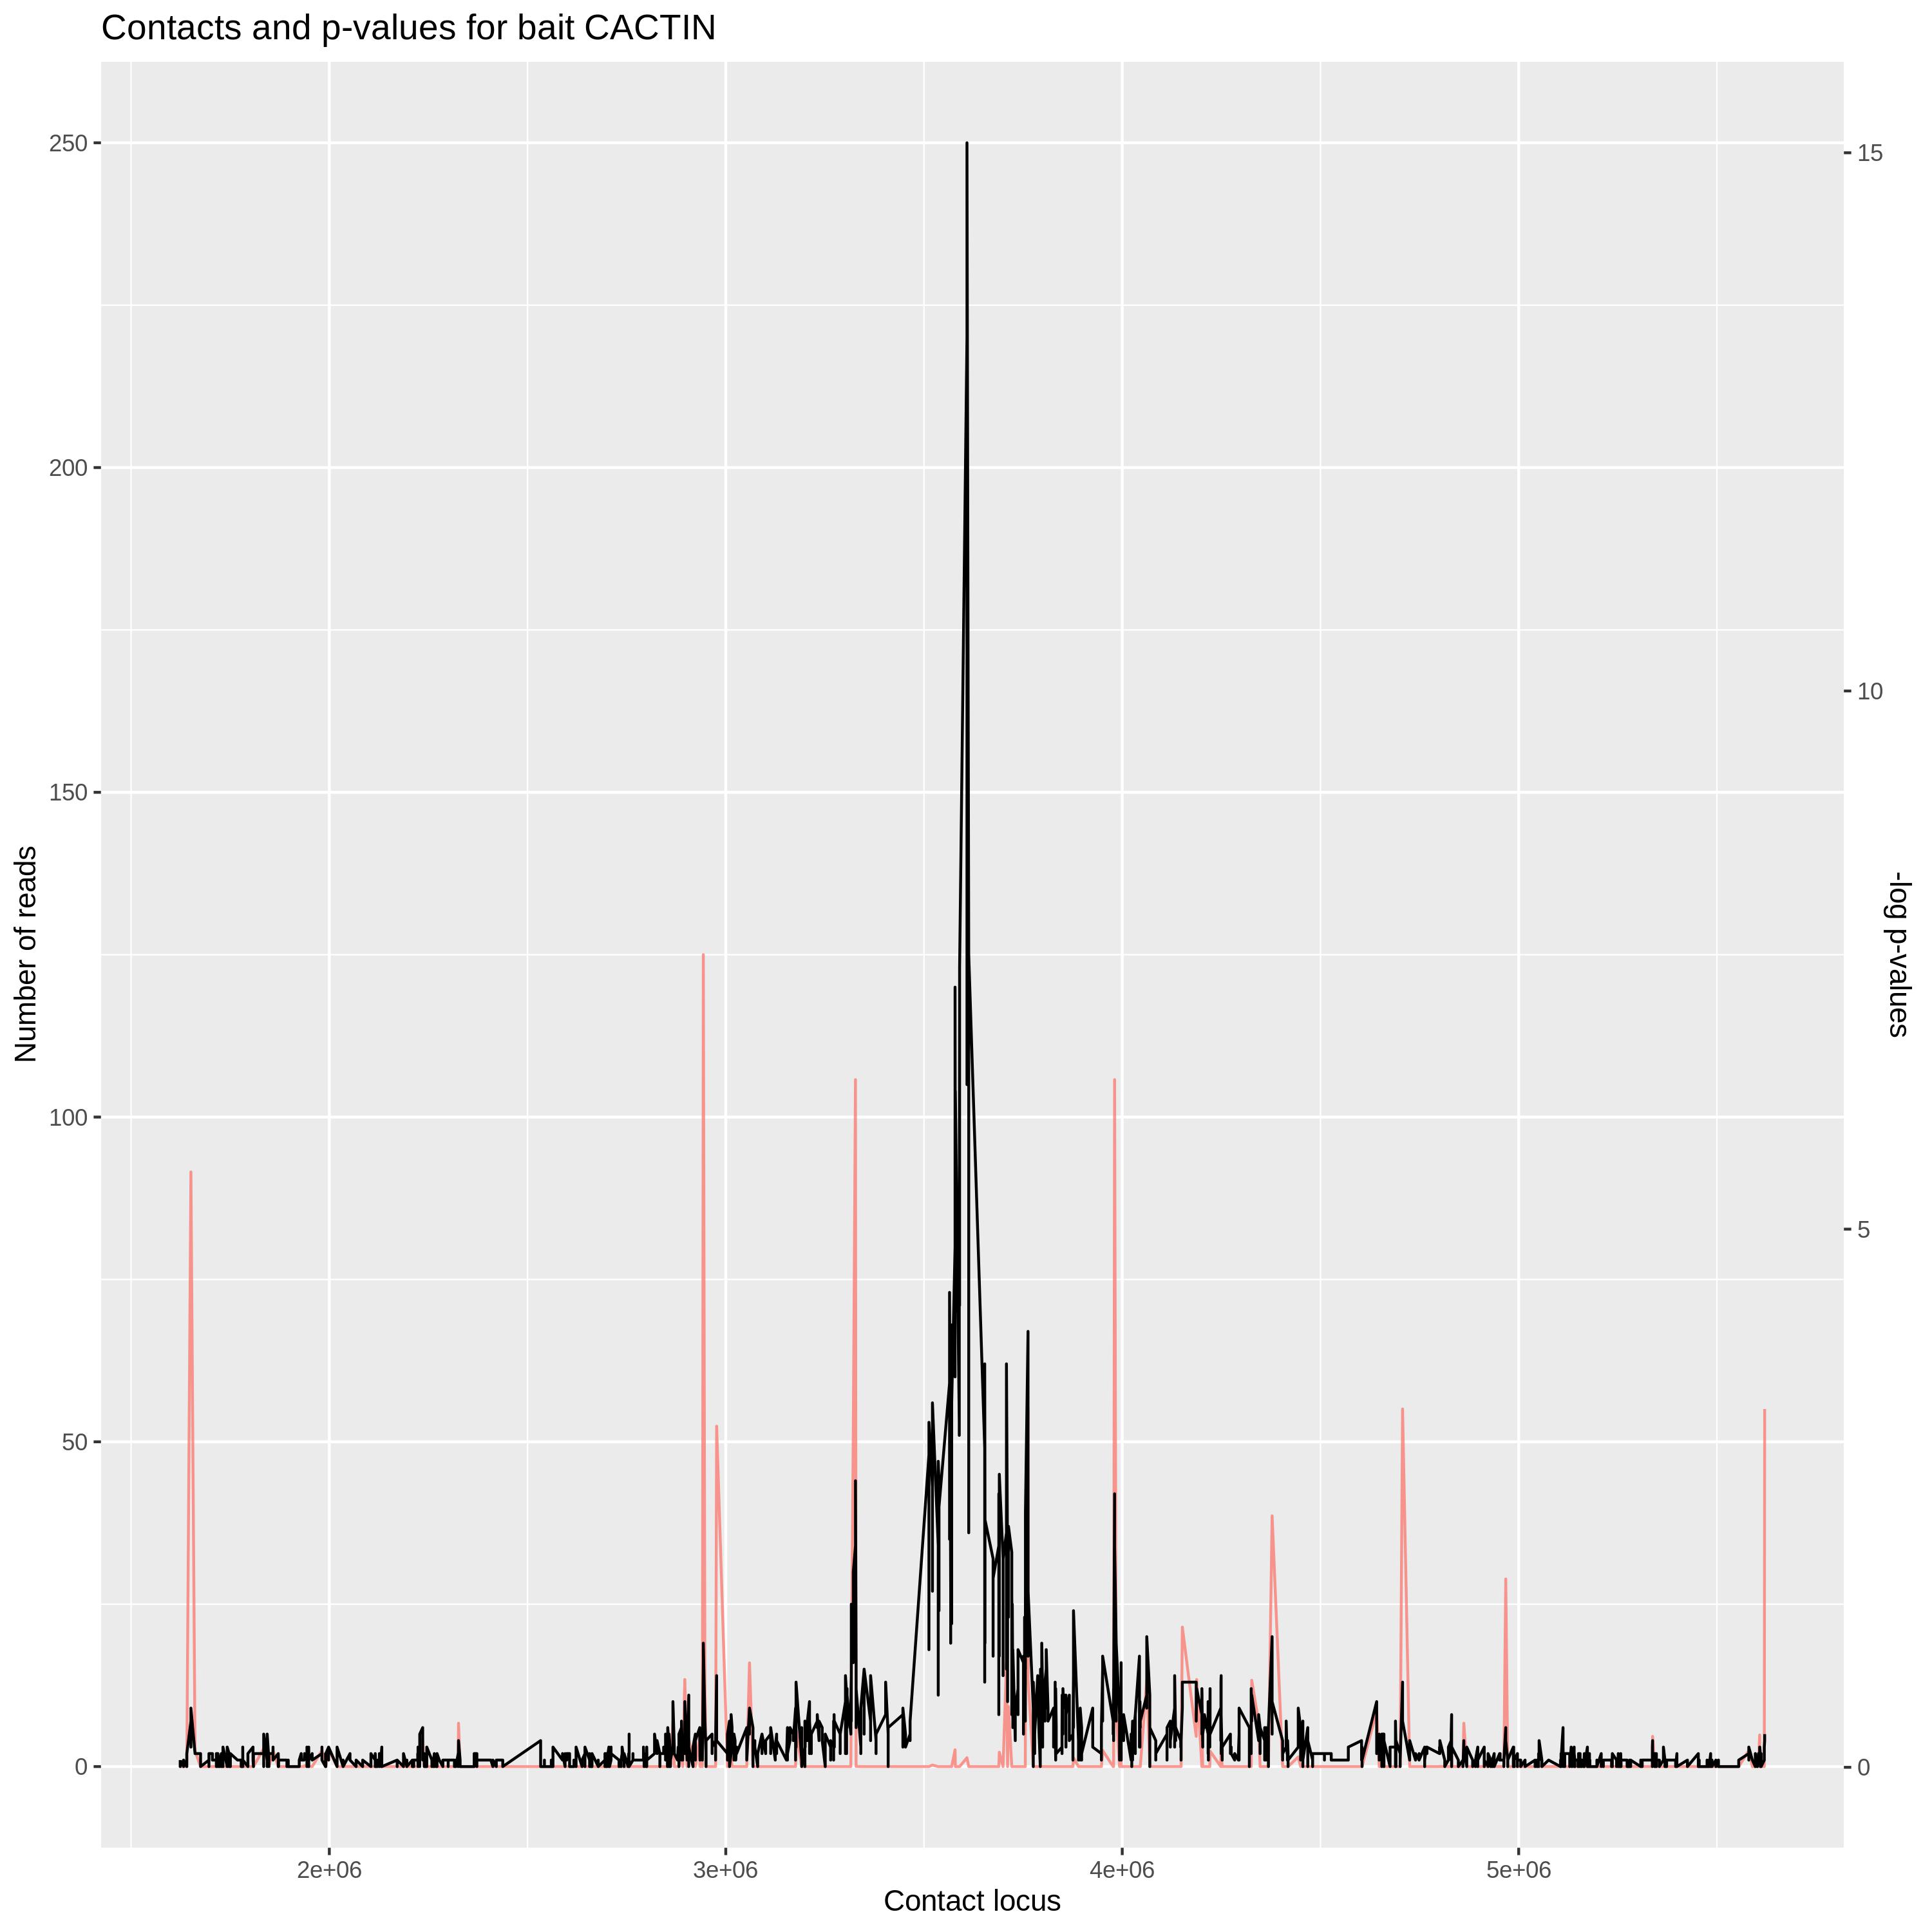 Contacts and p-values for bait CACTIN
250
200
150
100
50
0
Number of reads
15
10
5
0
-log p-values
2e+06
3e+06
4e+06
5e+06
Contact locus